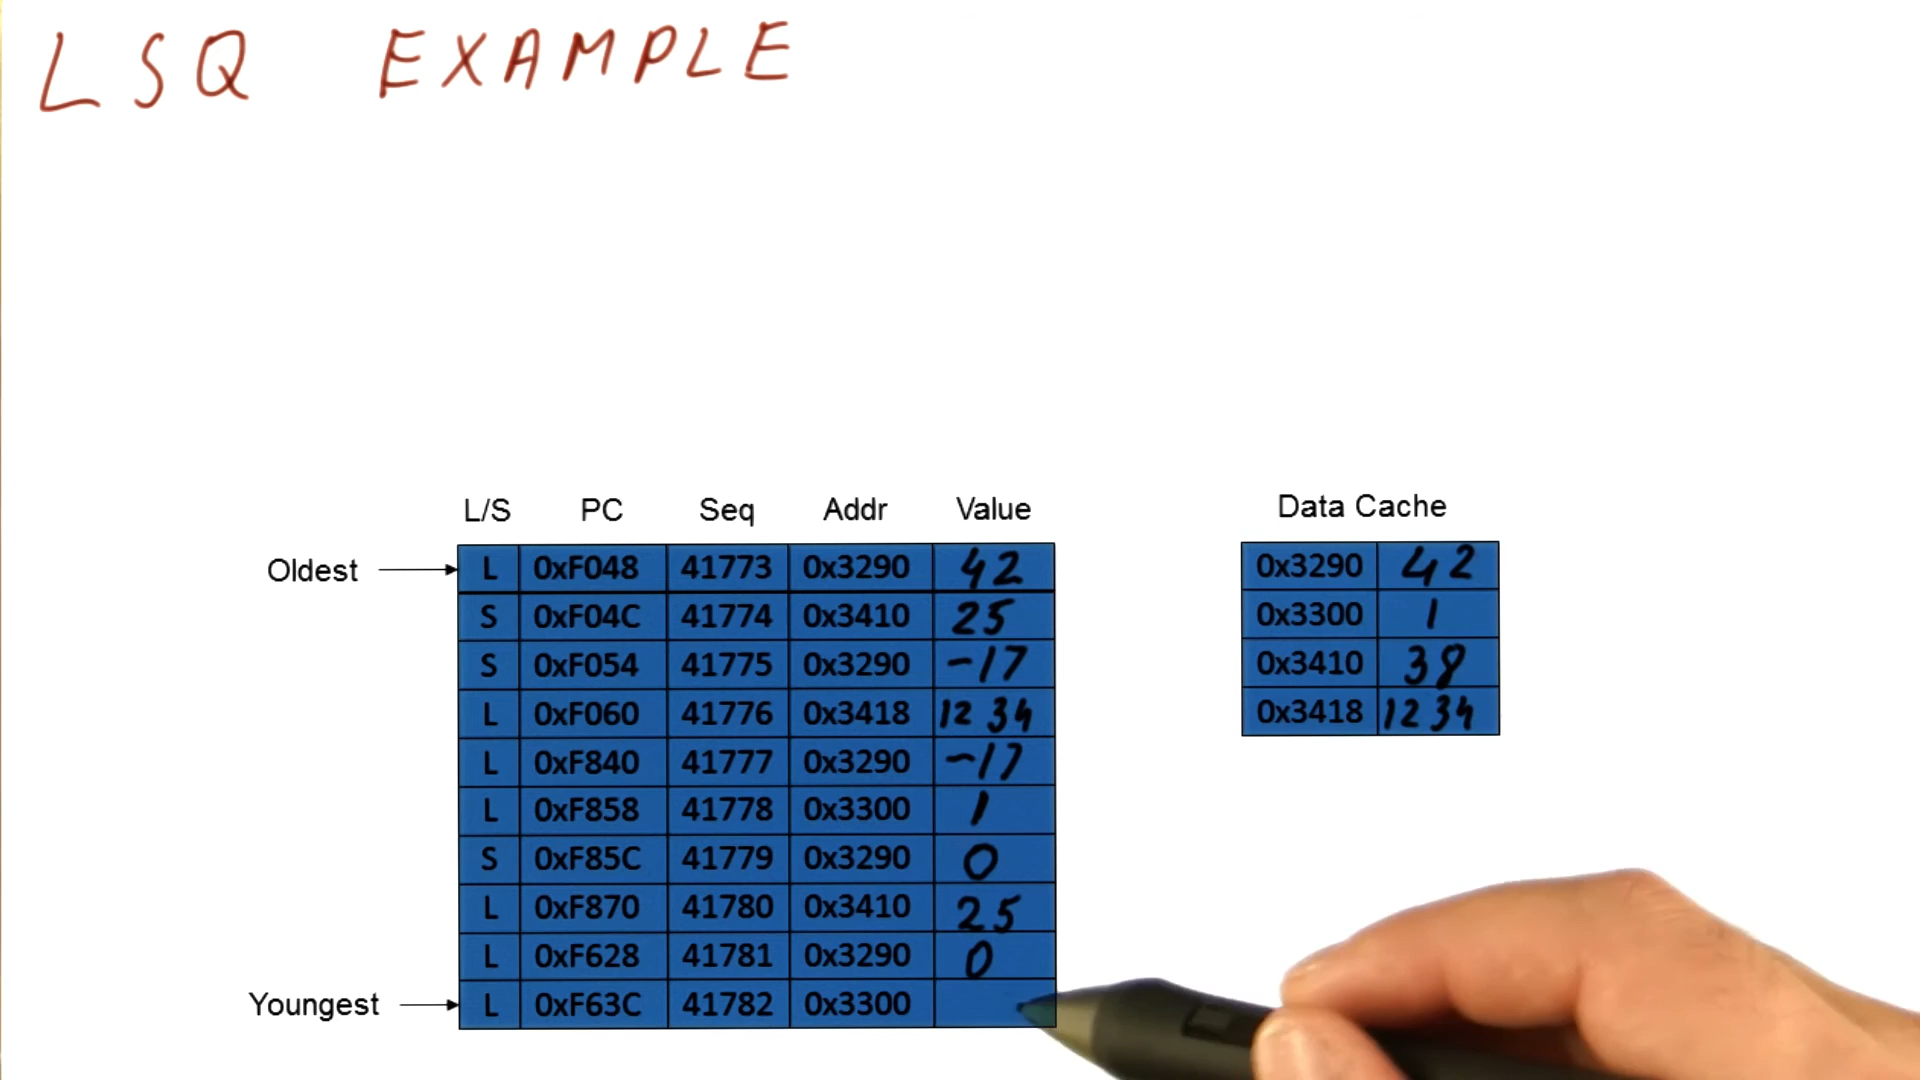 LSQ EXAMPLE
L/S PC Seq Addr Value Data Cache
Oldest L 0xF048 41773 0x3290 42 0x3290 42
S 0xF04C 41774 0x3410 25 0x3300 1
S 0xF054 41775 0x3290 -17 0x3410 38
L 0xF060 41776 0x3418 1234 0x3418 1234
L 0xF840 41777 0x3290 -17
L 0xF858 41778 0x3300 1
S 0xF85C 41779 0x3290 0
L 0xF870 41780 0x3410 25
L 0xF628 41781 0x3290 0
Youngest L 0xF63C 41782 0x3300